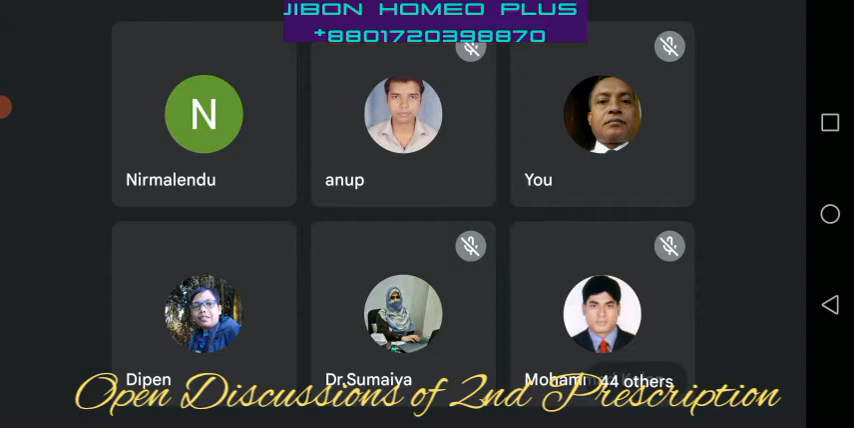 JIBON HOMEO PLUS
+8801720398870
N
Nirmalendu
anup
You
Dipen
Dr.Sumaiya
44 others
Open Discussions of 2nd Prescription